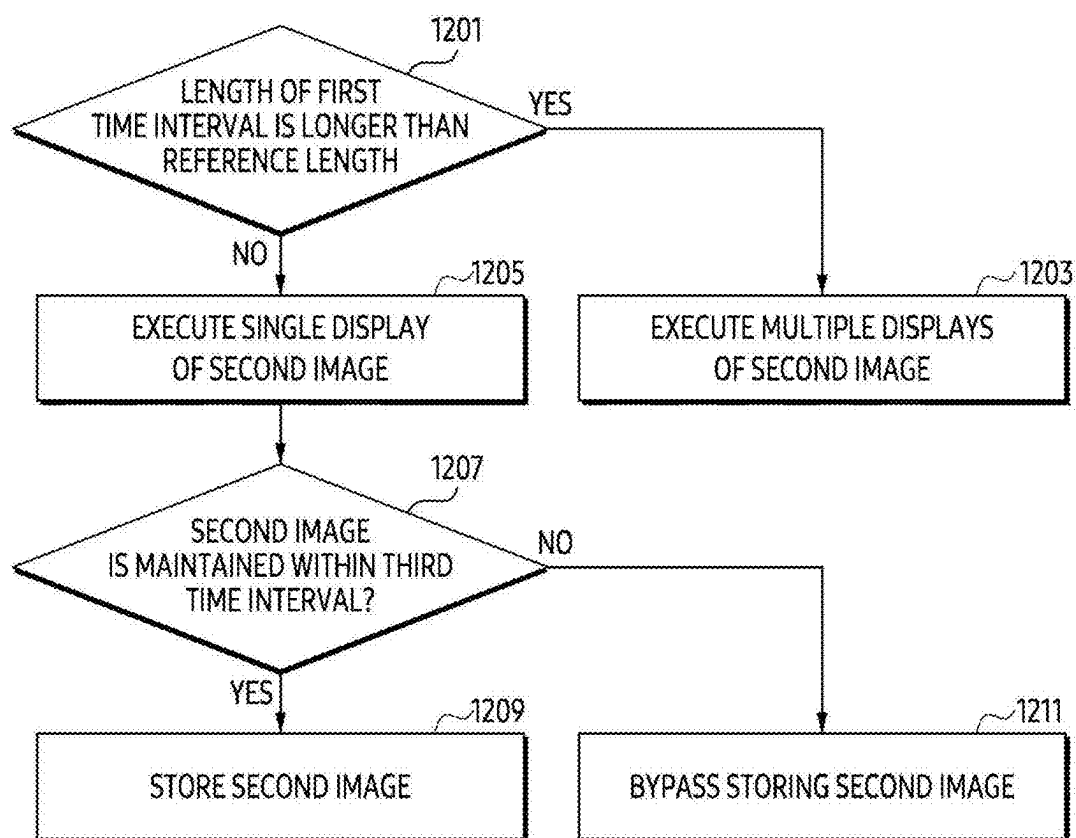 1201
LENGTH OF FIRST
TIME INTERVAL IS LONGER THAN
REFERENCE LENGTH
YES
NO
1205
EXECUTE SINGLE DISPLAY
OF SECOND IMAGE
1203
EXECUTE MULTIPLE DISPLAYS
OF SECOND IMAGE
1207
SECOND IMAGE
IS MAINTAINED WITHIN THIRD
TIME INTERVAL?
NO
YES
1209
STORE SECOND IMAGE
1211
BYPASS STORING SECOND IMAGE